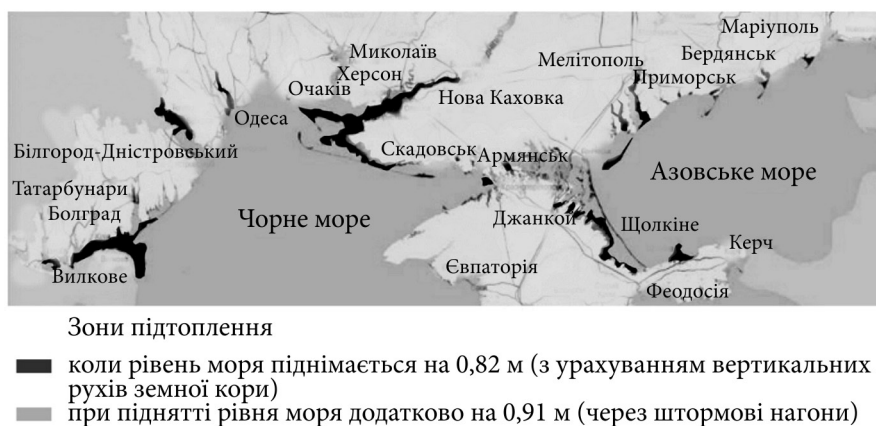 Маріуполь
Миколаїв
Мелітополь
Бердянськ
Херсон
Приморськ
Очаків
Нова Каховка
Одеса
Білгород-Дністровський
Скадовськ
Армянськ
Азовське море
Татарбунари
Болград
Чорне море
Джанкой
Щолкіне
Керч
Вилкове
Євпаторія
Феодосія
Зони підтоплення
коли рівень моря піднімається на 0,82 м (з урахуванням вертикальних
рухів земної кори)
при піднятті рівня моря додатково на 0,91 м (через штормові нагони)